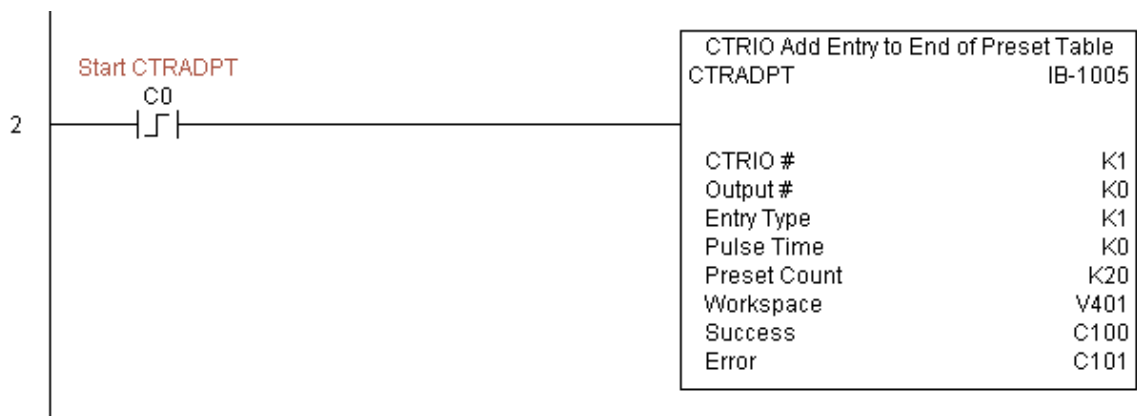 Start CTRADPT
C0
2
CTRIO Add Entry to End of Preset Table
CTRADPT IB-1005
CTRIO # K1
Output # K0
Entry Type K1
Pulse Time K0
Preset Count K20
Workspace V401
Success C100
Error C101